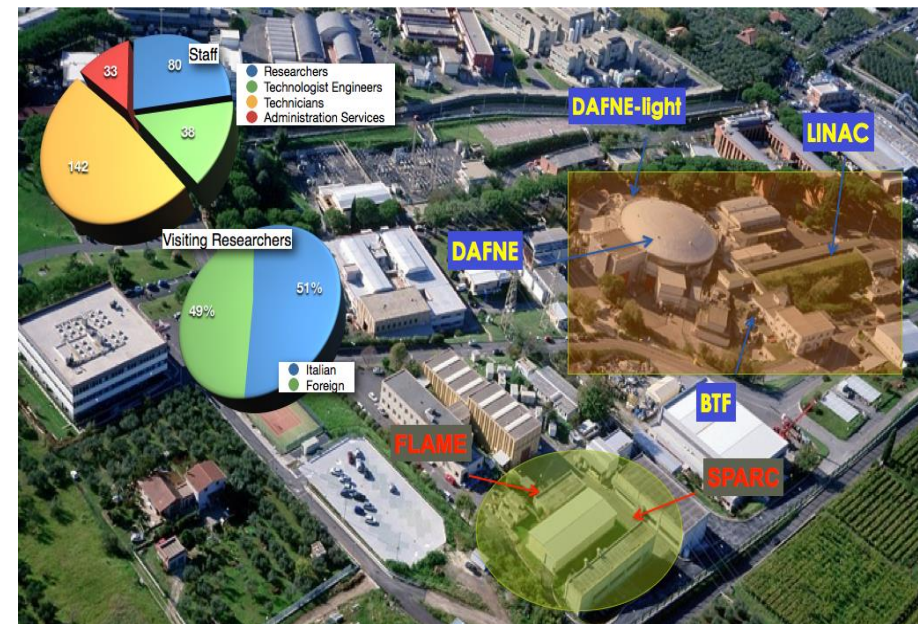 Staff
33
80
38
142
Researchers
Technologist Engineers
Technicians
Administration Services
DAFNE-light
LINAC
Visiting Researchers
DAFNE
51%
49%
Italian
Foreign
BTF
FLAME
SPARC